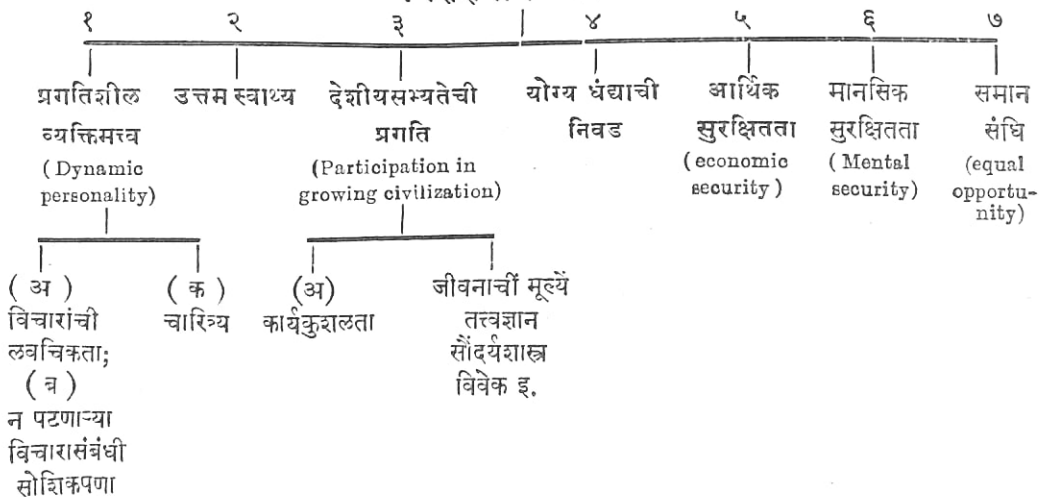 १ २ ३ ४ ५ ६ ७
प्रगतिशील उत्तम स्वाथ्य देशीयसभ्यतेची योग्य धंद्याची आर्थिक मानसिक समान
व्यक्तिमत्त्व प्रगति निवड सुरक्षितता सुरक्षितता संधि
(Dynamic (Participation in (economic (Mental (equal
personality) growing civilization) security) security) opportu-
nity)
(अ) (क) (अ) जीवनाचीं मूल्यें
विचारांची चारित्र्य कार्यकुशलता तत्त्वज्ञान
लवचिकता; सौंदर्यशास्त्र
(ब) विवेक इ.
न पटणाऱ्या
विचारासंबंधी
सोशिकपणा